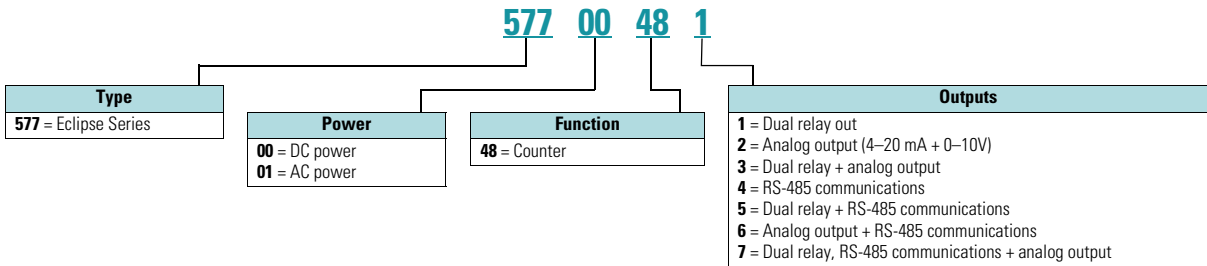 577 00 48 1
Type
577 = Eclipse Series
Power
00 = DC power
01 = AC power
Function
48 = Counter
Outputs
1 = Dual relay out
2 = Analog output (4–20 mA + 0–10V)
3 = Dual relay + analog output
4 = RS-485 communications
5 = Dual relay + RS-485 communications
6 = Analog output + RS-485 communications
7 = Dual relay, RS-485 communications + analog output